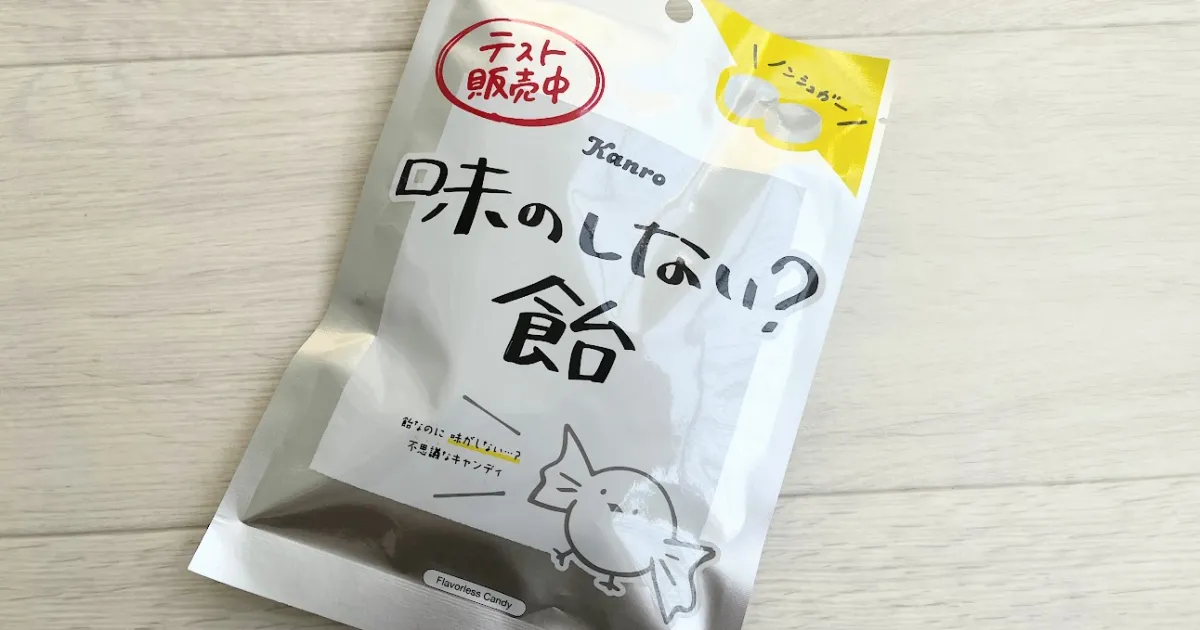 テスト
販売中
ノンシュガー
Kanro
味のしない?
飴
飴なのに 味がしない…?
不思議なキャンディ
Flavorless Candy